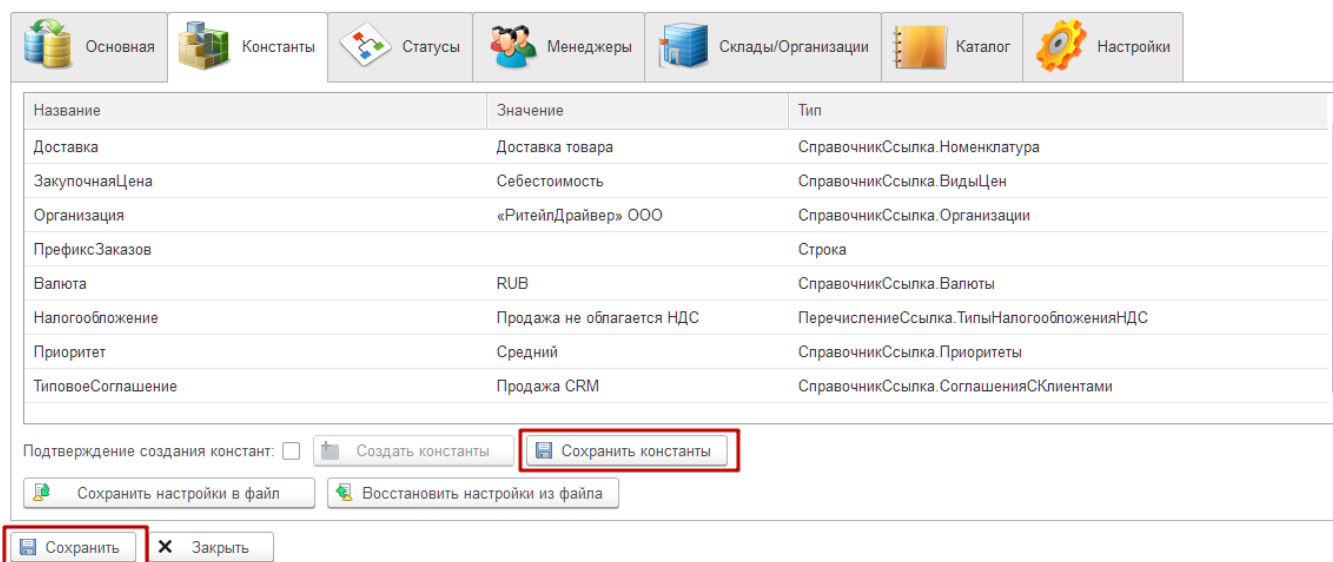 Основная Константы Статусы Менеджеры Склады/Организации Каталог Настройки
Название Значение Тип
Доставка Доставка товара СправочникСсылка.Номенклатура
ЗакупочнаяЦена Себестоимость СправочникСсылка.ВидыЦен
Организация «РитейлДрайвер» ООО СправочникСсылка.Организации
ПрефиксЗаказов Строка
Валюта RUB СправочникСсылка.Валюты
Налогообложение Продажа не облагается НДС ПеречислениеСсылка.ТипыНалогообложенияНДС
Приоритет Средний СправочникСсылка.Приоритеты
ТиповоеСоглашение Продажа CRM СправочникСсылка.СоглашенияСКлиентами
Подтверждение создания констант: Создать константы Сохранить константы
Сохранить настройки в файл Восстановить настройки из файла
Сохранить Закрыть